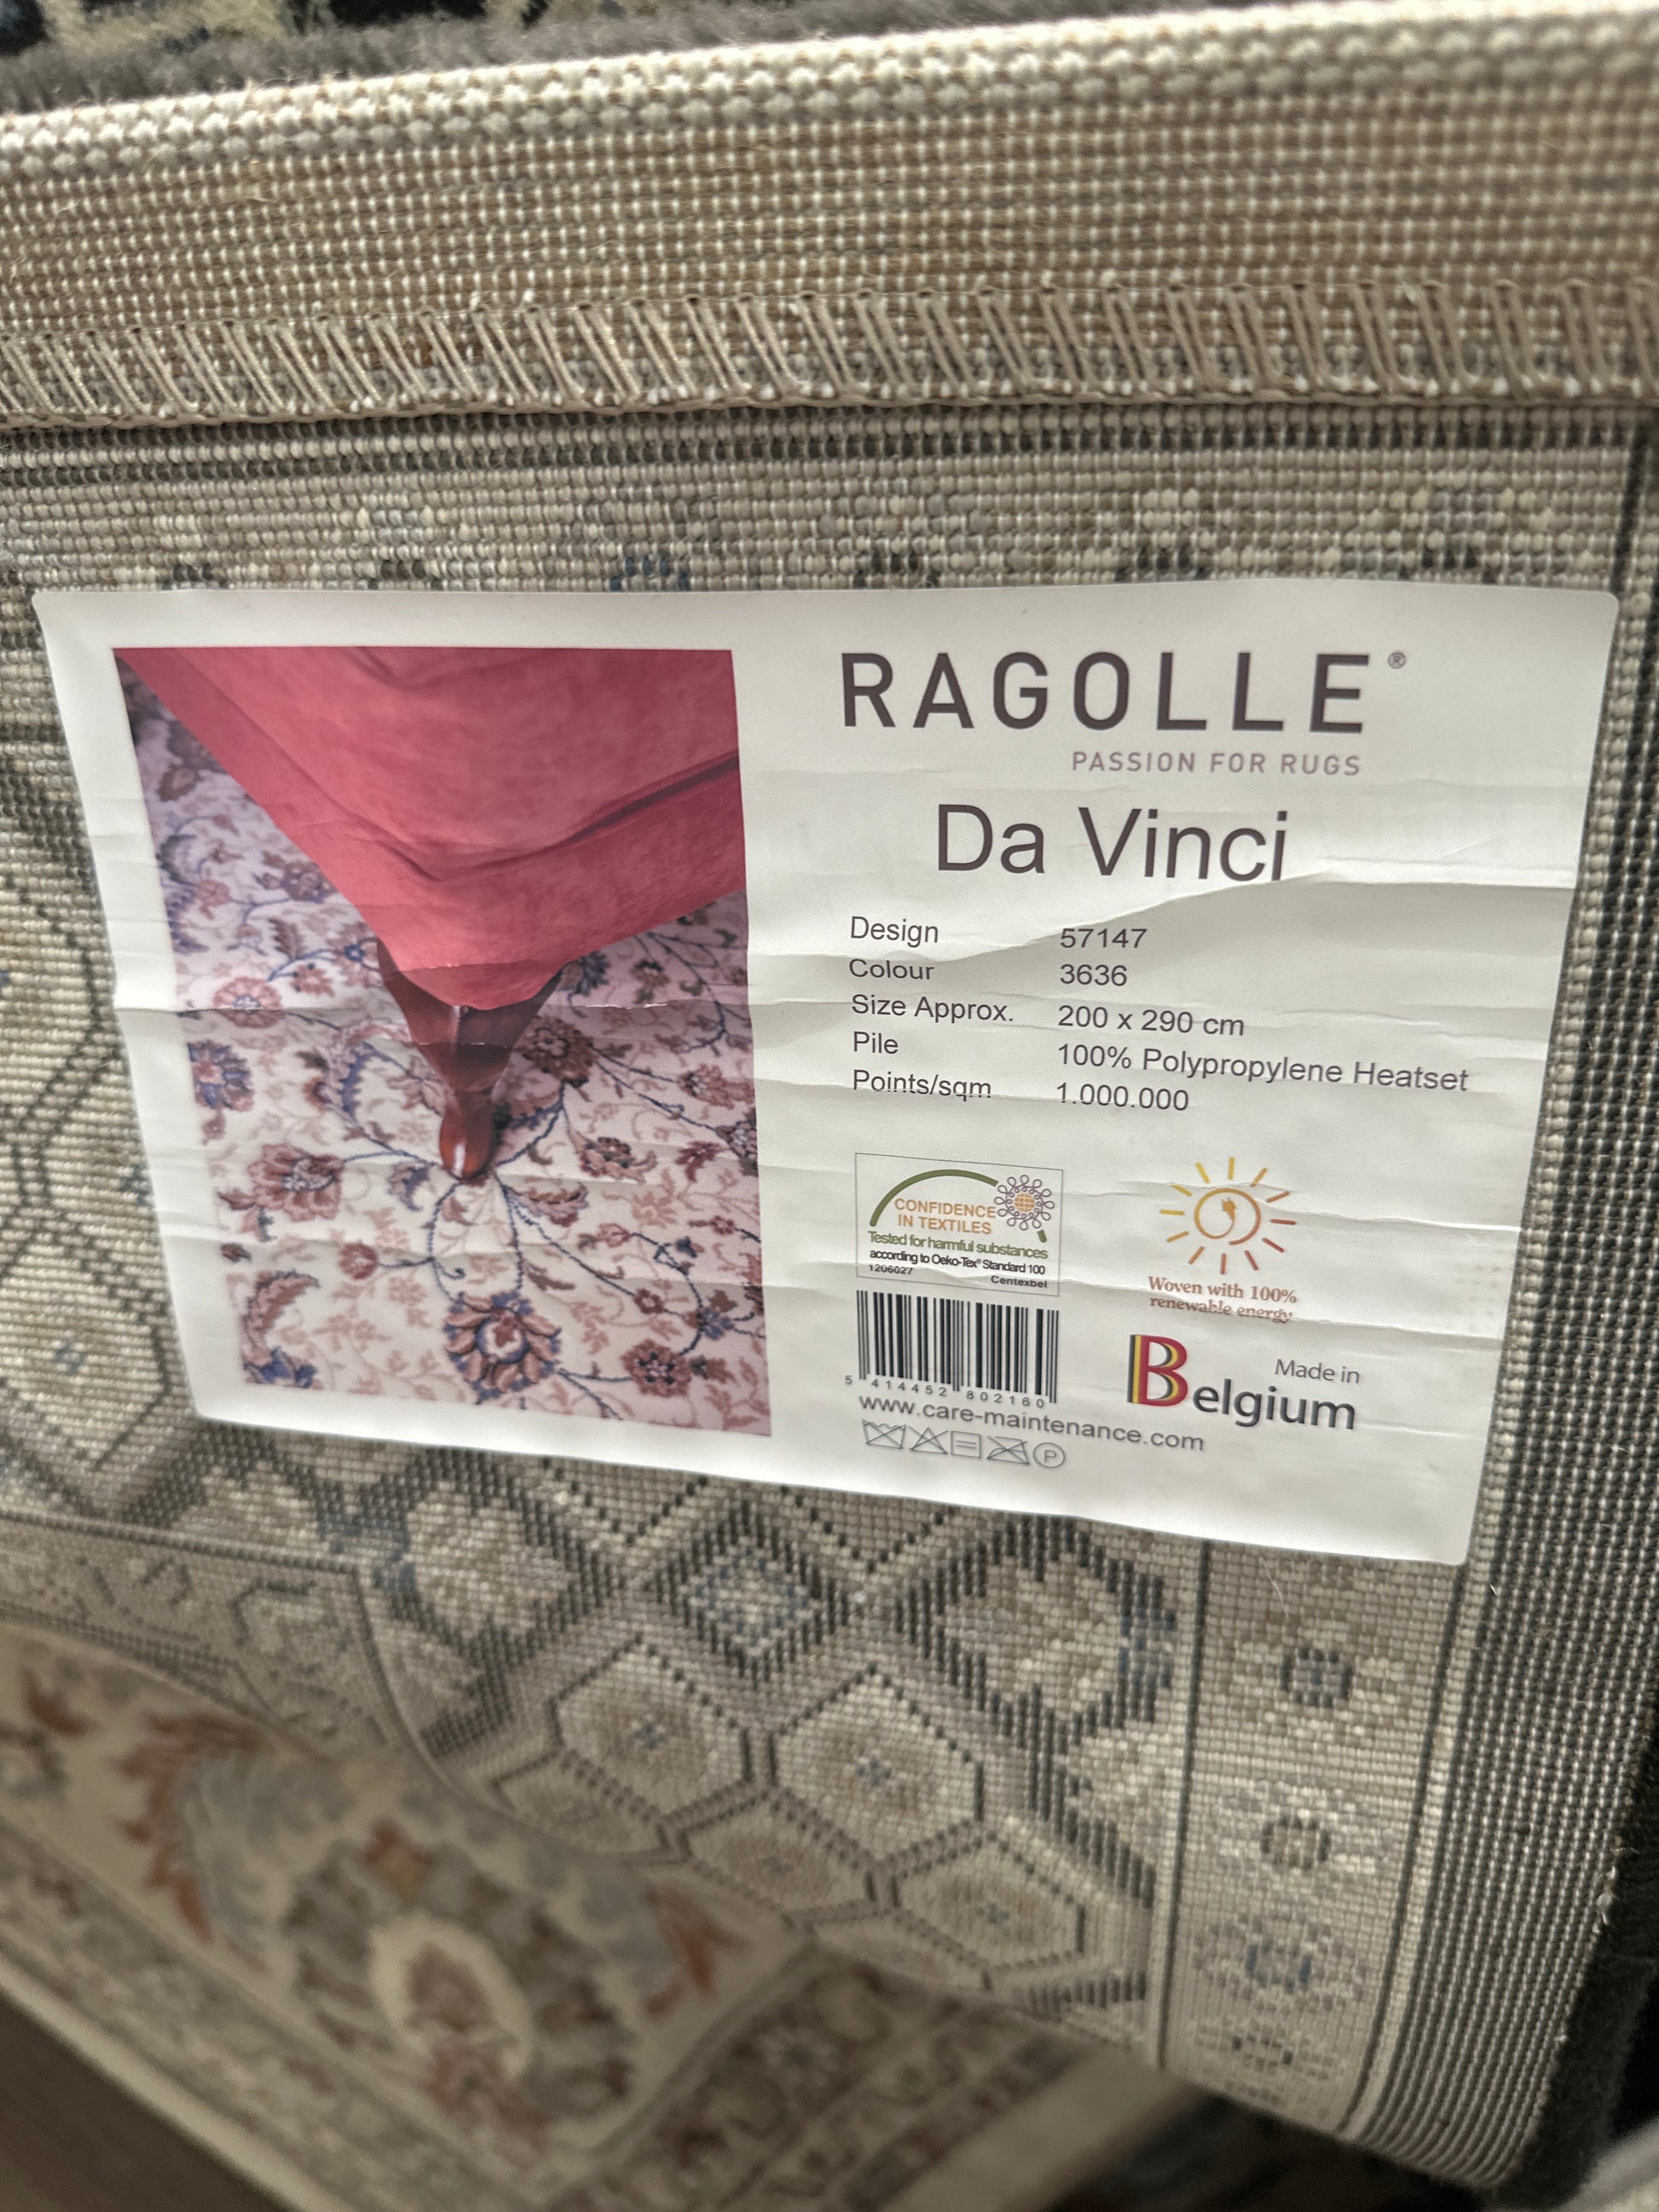 RAGOLLE®
PASSION FOR RUGS
Da Vinci
Design 57147
Colour 3636
Size Approx. 200 x 290 cm
Pile 100% Polypropylene Heatset
Points/sqm 1.000.000
CONFIDENCE
IN TEXTILES
Tested for harmful substances
according to Oeko-Tex® Standard 100
1206027 Centexbel
Woven with 100%
renewable energy
5 414452 802160
Made in
Belgium
www.care-maintenance.com
P